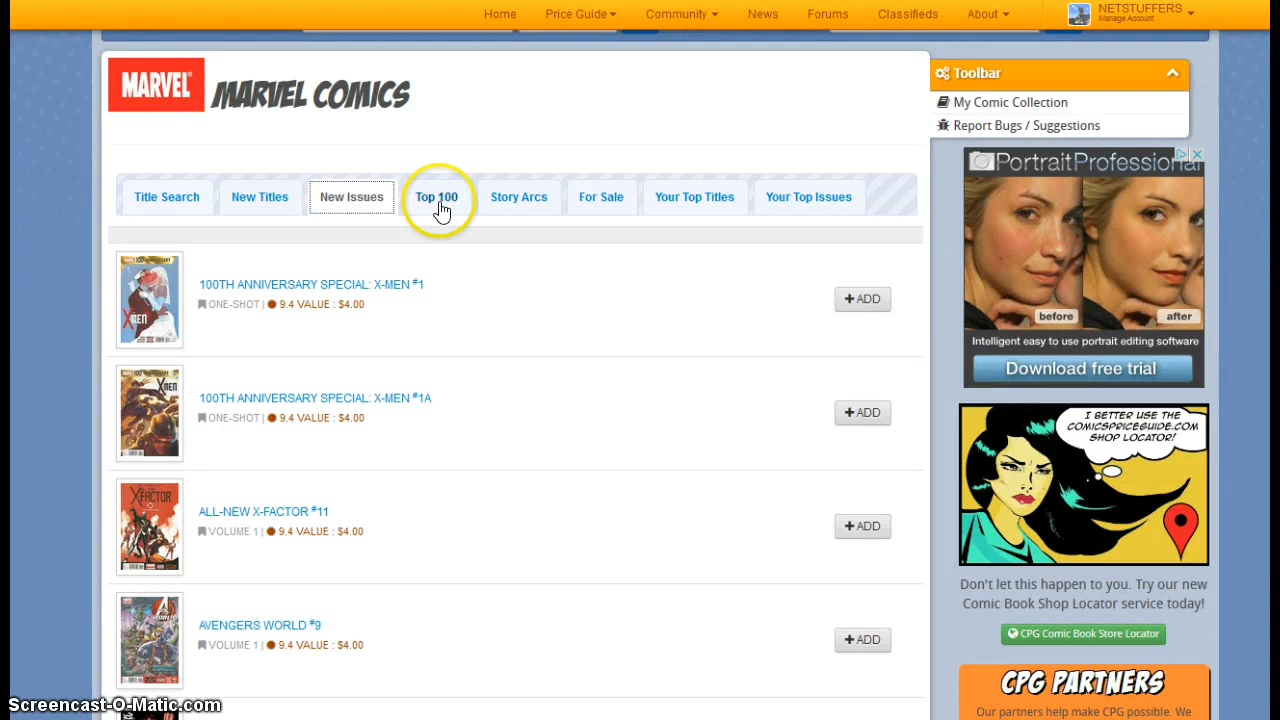 Home Price Guide Community News Forums Classifieds About NETSTUFFERS
Manage Account
MARVEL MARVEL COMICS
Toolbar
My Comic Collection
Report Bugs / Suggestions
Title Search New Titles New Issues Top 100 Story Arcs For Sale Your Top Titles Your Top Issues
100TH ANNIVERSARY SPECIAL: X-MEN #1
ONE-SHOT | 9.4 VALUE : $4.00
+ ADD
100TH ANNIVERSARY SPECIAL: X-MEN #1A
ONE-SHOT | 9.4 VALUE : $4.00
+ ADD
ALL-NEW X-FACTOR #11
VOLUME 1 | 9.4 VALUE : $4.00
+ ADD
AVENGERS WORLD #9
VOLUME 1 | 9.4 VALUE : $4.00
+ ADD
X-MEN
X-MEN
X-FACTOR
PortraitProfessional
before after
Intelligent easy to use portrait editing software
Download free trial
I BETTER USE THE
COMICSPRICEGUIDE.COM
SHOP LOCATOR!
Don't let this happen to you. Try our new
Comic Book Shop Locator service today!
CPG Comic Book Store Locator
CPG PARTNERS
Our partners help make CPG possible. We
Screencast-O-Matic.com